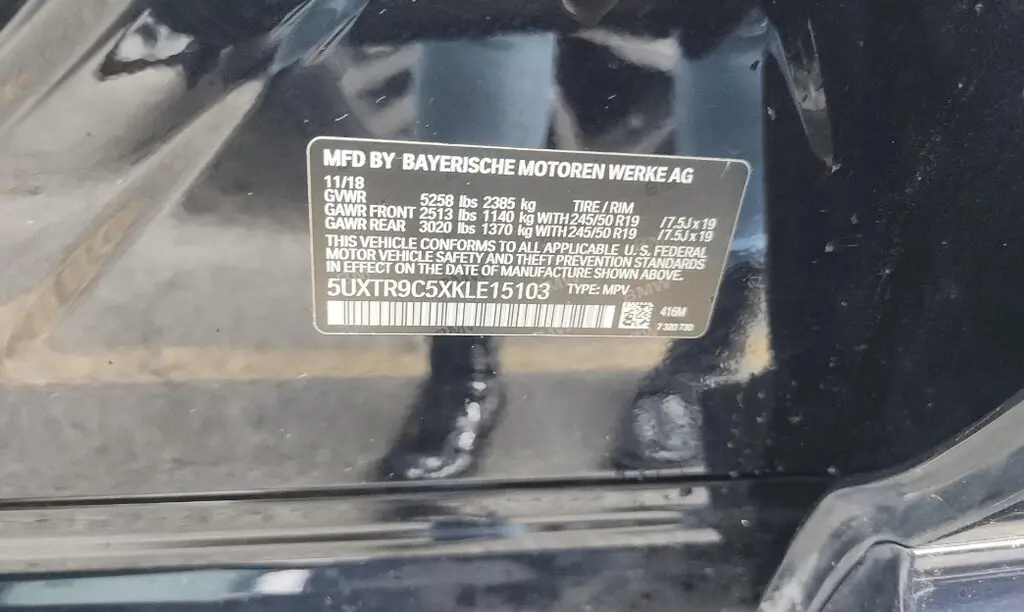 MFD BY BAYERISCHE MOTOREN WERKE AG
11/18
GVWR 5258 lbs 2385 kg TIRE / RIM
GAWR FRONT 2513 lbs 1140 kg WITH 245/50 R19 /7.5J x 19
GAWR REAR 3020 lbs 1370 kg WITH 245/50 R19 /7.5J x 19
THIS VEHICLE CONFORMS TO ALL APPLICABLE U.S. FEDERAL
MOTOR VEHICLE SAFETY AND THEFT PREVENTION STANDARDS
IN EFFECT ON THE DATE OF MANUFACTURE SHOWN ABOVE.
5UXTR9C5XKLE15103 TYPE: MPV
416M
7 320 730